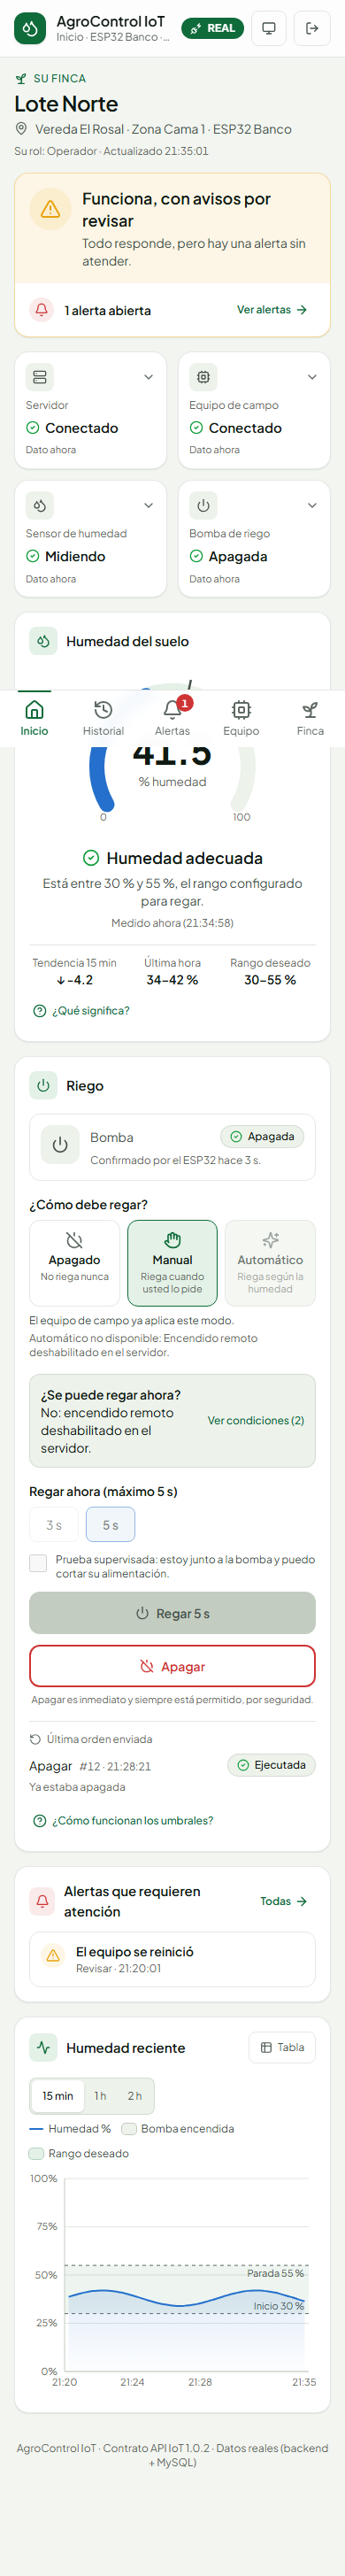 AgroControl IoT
Inicio · ESP32 Banco ·...
REAL
SU FINCA
Lote Norte
Vereda El Rosal · Zona Cama 1 · ESP32 Banco
Su rol: Operador · Actualizado 21:35:01
Funciona, con avisos por
revisar
Todo responde, pero hay una alerta sin
atender.
1 alerta abierta
Ver alertas →
Servidor
Conectado
Dato ahora
Equipo de campo
Conectado
Dato ahora
Sensor de humedad
Midiendo
Dato ahora
Bomba de riego
Apagada
Dato ahora
Humedad del suelo
1
Inicio
Historial
Alertas
Equipo
Finca
41.5
% humedad
0
100
Humedad adecuada
Está entre 30 % y 55 %, el rango configurado
para regar.
Medido ahora (21:34:58)
Tendencia 15 min
↓ -4.2
Última hora
34–42 %
Rango deseado
30–55 %
¿Qué significa?
Riego
Bomba
Apagada
Confirmado por el ESP32 hace 3 s.
¿Cómo debe regar?
Apagado
No riega nunca
Manual
Riega cuando
usted lo pide
Automático
Riega según la
humedad
El equipo de campo ya aplica este modo.
Automático no disponible: Encendido remoto
deshabilitado en el servidor.
¿Se puede regar ahora?
No: encendido remoto
deshabilitado en el
servidor.
Ver condiciones (2)
Regar ahora (máximo 5 s)
3 s
5 s
Prueba supervisada: estoy junto a la bomba y puedo
cortar su alimentación.
Regar 5 s
Apagar
Apagar es inmediato y siempre está permitido, por seguridad.
Última orden enviada
Apagar #12 · 21:28:21
Ejecutada
Ya estaba apagada
¿Cómo funcionan los umbrales?
Alertas que requieren
atención
Todas →
El equipo se reinició
Revisar · 21:20:01
Humedad reciente
Tabla
15 min
1 h
2 h
Humedad %
Bomba encendida
Rango deseado
100%
75%
50%
25%
0%
Parada 55 %
Inicio 30 %
21:20
21:24
21:28
21:35
AgroControl IoT · Contrato API IoT 1.0.2 · Datos reales (backend
+ MySQL)